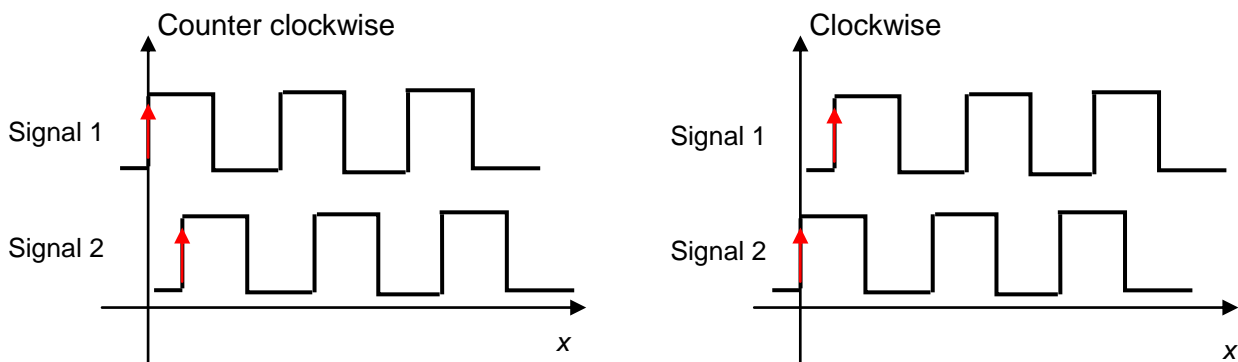 Counter clockwise
Signal 1
Signal 2
x
Clockwise
Signal 1
Signal 2
x